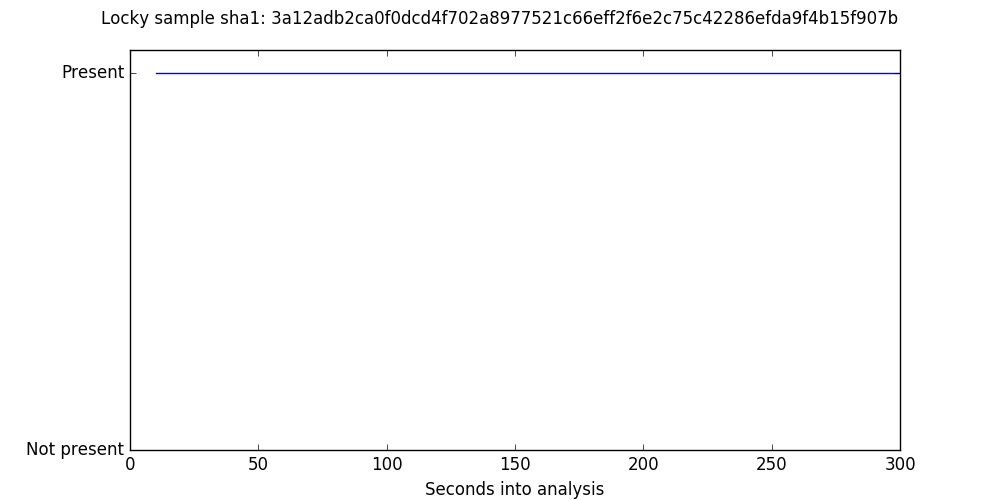 Locky sample sha1: 3a12adb2ca0f0dcd4f702a8977521c66eff2f6e2c75c42286efda9f4b15f907b
Present
Not present
0 50 100 150 200 250 300
Seconds into analysis